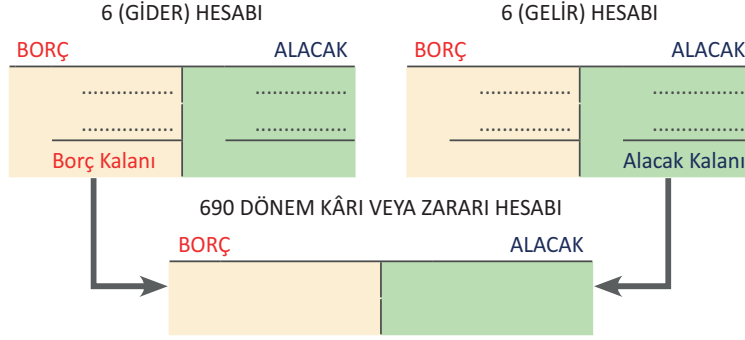 6 (GİDER) HESABI
BORÇ ALACAK
................ ................
................ ................
Borç Kalanı
6 (GELİR) HESABI
BORÇ ALACAK
................ ................
................ ................
Alacak Kalanı
690 DÖNEM KÂRI VEYA ZARARI HESABI
BORÇ ALACAK